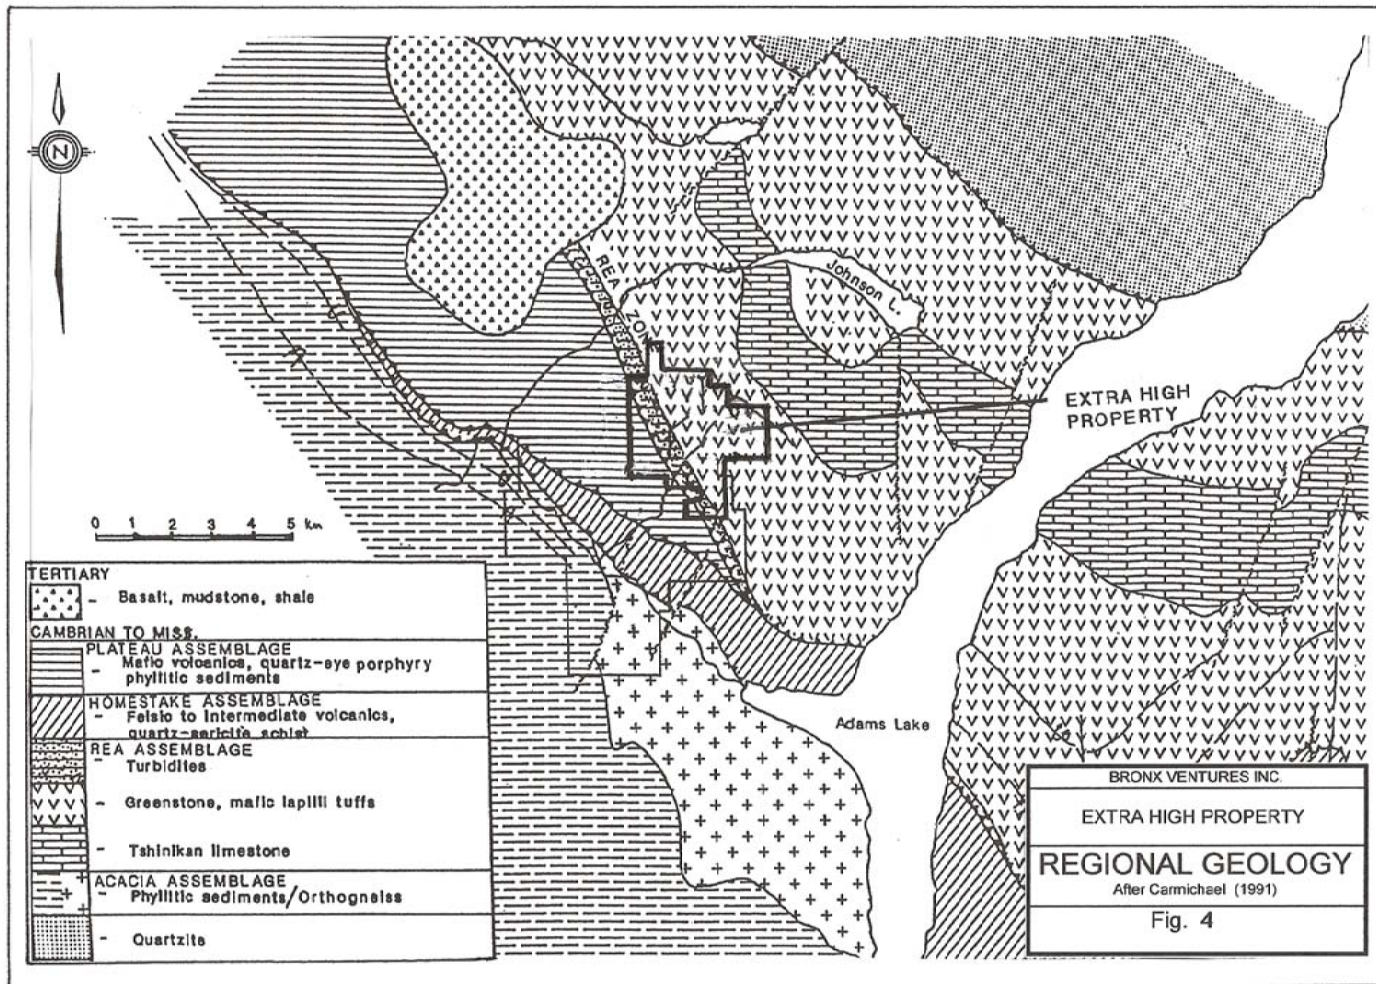 N
REA ZONE
Johnson L.
EXTRA HIGH
PROPERTY
0 1 2 3 4 5 km
Adams Lake
TERTIARY
- Basalt, mudstone, shale
CAMBRIAN TO MISS.
PLATEAU ASSEMBLAGE
- Mafic volcanics, quartz-eye porphyry
phyllitic sediments
HOMESTAKE ASSEMBLAGE
- Felsic to intermediate volcanics,
quartz-sericite schist
REA ASSEMBLAGE
- Turbidites
- Greenstone, mafic lapilli tuffs
- Tshinikan limestone
ACACIA ASSEMBLAGE
- Phyllitic sediments/Orthogneiss
- Quartzite
BRONX VENTURES INC.
EXTRA HIGH PROPERTY
REGIONAL GEOLOGY
After Carmichael (1991)
Fig. 4